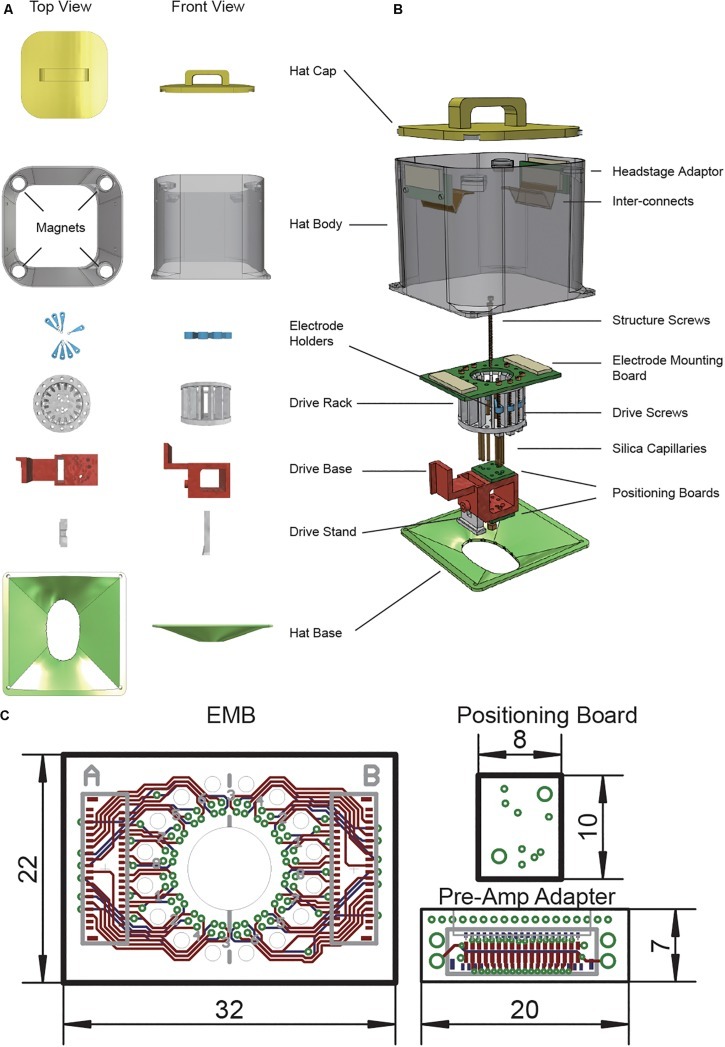 A
Top View
Front View
B
Hat Cap
Headstage Adaptor
Inter-connects
Magnets
Hat Body
Structure Screws
Electrode
Holders
Electrode Mounting
Board
Drive Rack
Drive Screws
Silica Capillaries
Drive Base
Positioning Boards
Drive Stand
Hat Base
C
EMB
Positioning Board
8
A
B
3
22
10
Pre-Amp Adapter
7
3
32
20